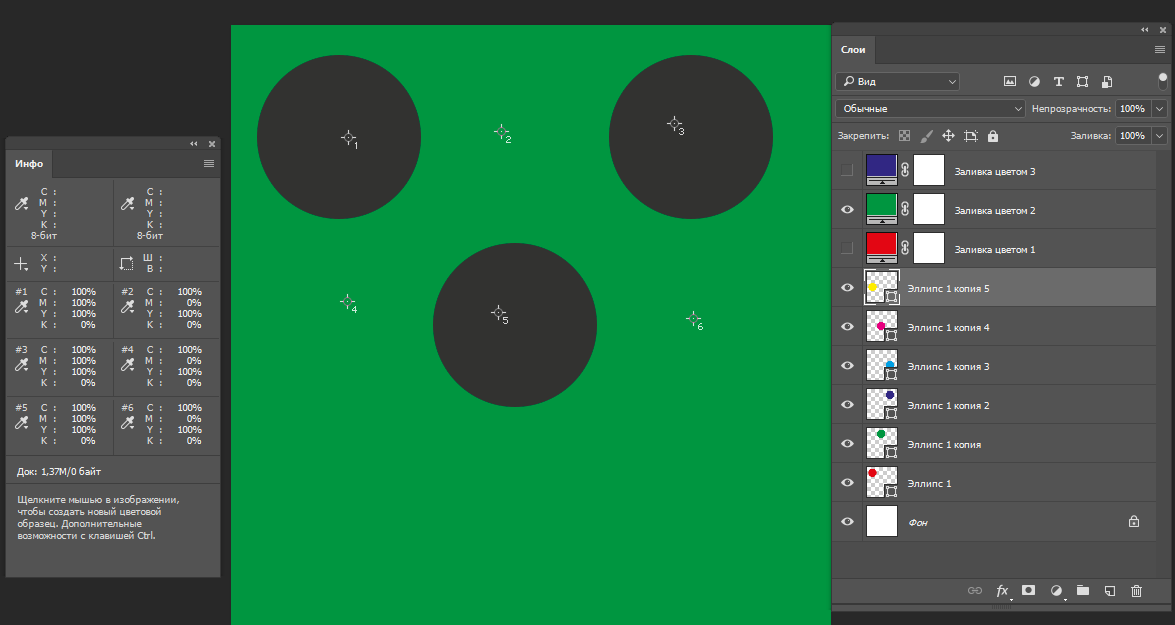 Инфо
C : C :
M : M :
Y : Y :
K : K :
8-бит 8-бит
X : Ш :
Y : В :
#1 C : 100% #2 C : 100%
M : 100% M : 0%
Y : 100% Y : 100%
K : 0% K : 0%
#3 C : 100% #4 C : 100%
M : 100% M : 0%
Y : 100% Y : 100%
K : 0% K : 0%
#5 C : 100% #6 C : 100%
M : 100% M : 0%
Y : 100% Y : 100%
K : 0% K : 0%
Док: 1,37M/0 байт
Щелкните мышью в изображении,
чтобы создать новый цветовой
образец. Дополнительные
возможности с клавишей Ctrl.
1
2
3
4
5
6
Слои
Вид
Обычные Непрозрачность: 100%
Закрепить: Заливка: 100%
Заливка цветом 3
Заливка цветом 2
Заливка цветом 1
Эллипс 1 копия 5
Эллипс 1 копия 4
Эллипс 1 копия 3
Эллипс 1 копия 2
Эллипс 1 копия
Эллипс 1
Фон
fx